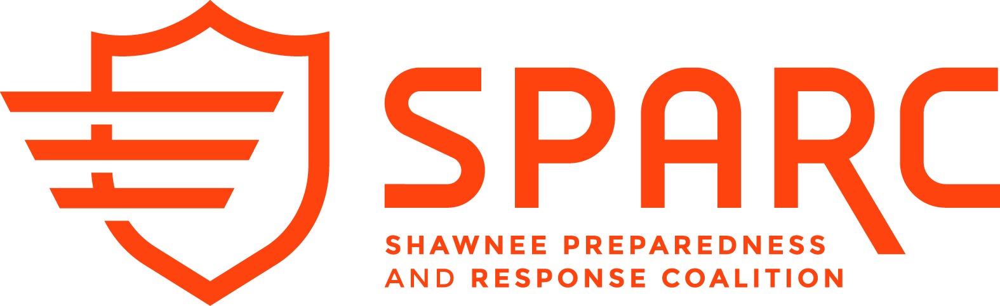 SPARC
SHAWNEE PREPAREDNESS
AND RESPONSE COALITION